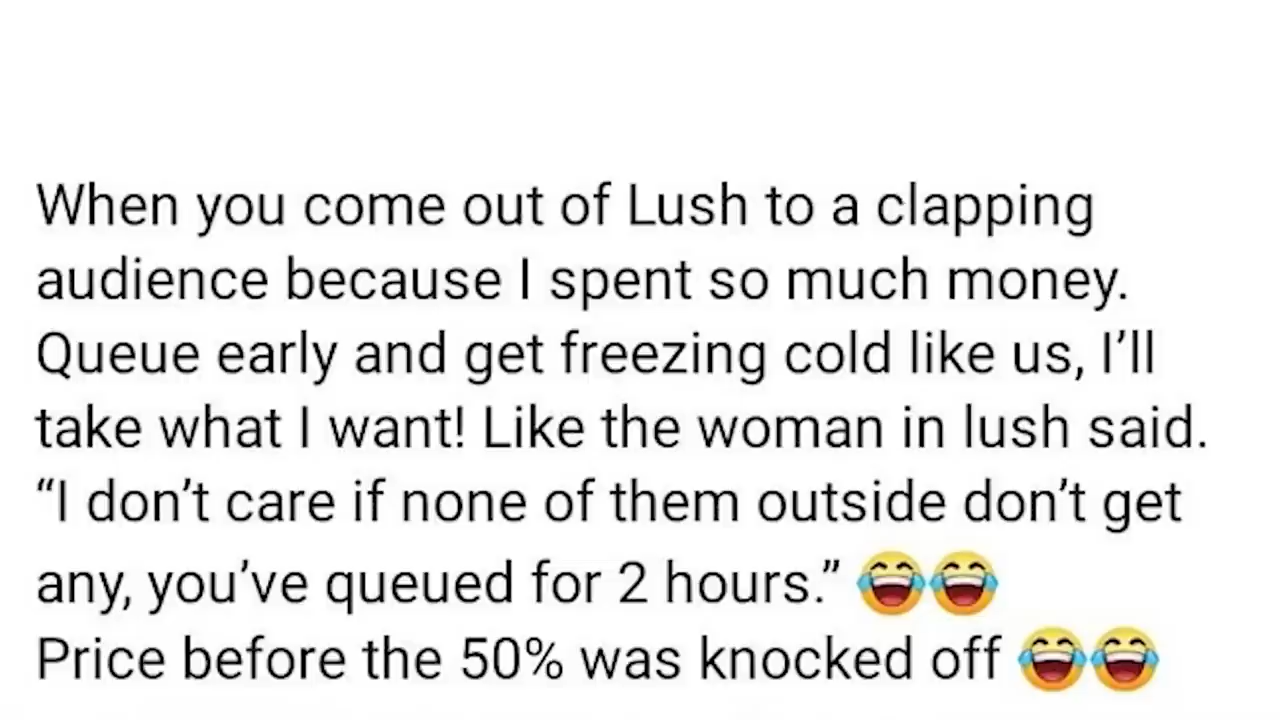 When you come out of Lush to a clapping
audience because I spent so much money.
Queue early and get freezing cold like us, I’ll
take what I want! Like the woman in lush said.
“I don’t care if none of them outside don’t get
any, you’ve queued for 2 hours.” 😂😂
Price before the 50% was knocked off 😂😂